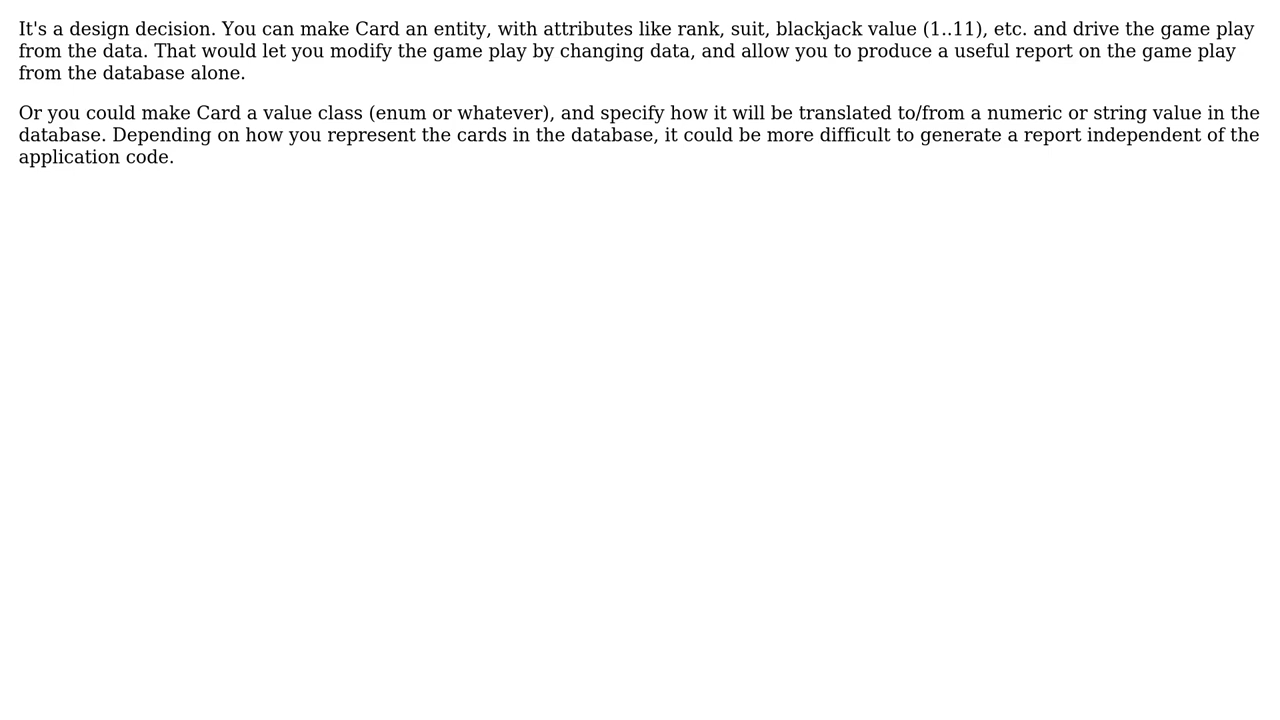 It's a design decision. You can make Card an entity, with attributes like rank, suit, blackjack value (1..11), etc. and drive the game play
from the data. That would let you modify the game play by changing data, and allow you to produce a useful report on the game play
from the database alone.
Or you could make Card a value class (enum or whatever), and specify how it will be translated to/from a numeric or string value in the
database. Depending on how you represent the cards in the database, it could be more difficult to generate a report independent of the
application code.